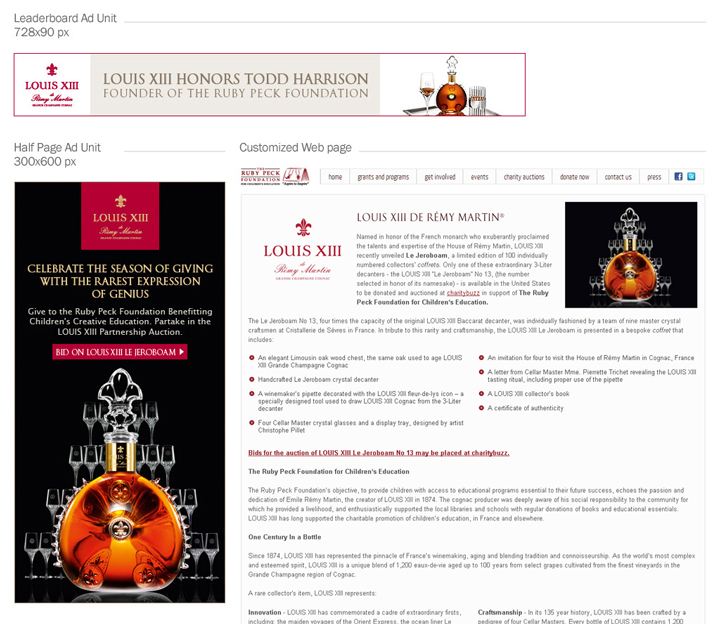 Leaderboard Ad Unit
728x90 px
LOUIS XIII
de
Rémy Martin
GRANDE CHAMPAGNE COGNAC
LOUIS XIII HONORS TODD HARRISON
FOUNDER OF THE RUBY PECK FOUNDATION
Half Page Ad Unit
300x600 px
LOUIS XIII
de
Rémy Martin
GRANDE CHAMPAGNE COGNAC
CELEBRATE THE SEASON OF GIVING
WITH THE RAREST EXPRESSION
OF GENIUS
Give to the Ruby Peck Foundation Benefitting
Children's Creative Education. Partake in the
LOUIS XIII Partnership Auction.
BID ON LOUIS XIII LE JEROBOAM
Customized Web page
THE
RUBY PECK
FOUNDATION
FOR CHILDREN'S EDUCATION
home grants and programs get involved events charity auctions donate now contact us press
LOUIS XIII
de
Rémy Martin
GRANDE CHAMPAGNE COGNAC
LOUIS XIII DE RÉMY MARTIN®
Named in honor of the French monarch who exuberantly proclaimed
the talents and expertise of the House of Rémy Martin, LOUIS XIII
recently unveiled Le Jeroboam, a limited edition of 100 individually
numbered collectors' coffrets. Only one of these extraordinary 3-Liter
decanters - the LOUIS XIII "Le Jeroboam" No 13, (the number
selected in honor of its namesake) - is available in the United States
to be donated and auctioned at charitybuzz in support of The Ruby
Peck Foundation for Children's Education.
The Le Jeroboam No 13, four times the capacity of the original LOUIS XIII Baccarat decanter, was individually fashioned by a team of nine master crystal
craftsmen at Cristallerie de Sèvres in France. In tribute to this rarity and craftsmanship, the LOUIS XIII Le Jeroboam is presented in a bespoke coffret that
includes:
An elegant Limousin oak wood chest, the same oak used to age LOUIS
XIII Grande Champagne Cognac
Handcrafted Le Jeroboam crystal decanter
A winemaker's pipette decorated with the LOUIS XIII fleur-de-lys icon – a
specially designed tool used to draw LOUIS XIII Cognac from the 3-Liter
decanter
Four Cellar Master crystal glasses and a display tray, designed by artist
Christophe Pillet
An invitation for four to visit the House of Rémy Martin in Cognac, France
A letter from Cellar Master Mme. Pierrette Trichet revealing the LOUIS XIII
tasting ritual, including proper use of the pipette
A LOUIS XIII collector's book
A certificate of authenticity
Bids for the auction of LOUIS XIII Le Jeroboam No 13 may be placed at charitybuzz.
The Ruby Peck Foundation for Children's Education
The Ruby Peck Foundation's objective, to provide children with access to educational programs essential to their future success, echoes the passion and
dedication of Emile Rémy Martin, the creator of LOUIS XIII in 1874. The cognac producer was deeply aware of his social responsibility to the community for
which he provided a livelihood, and enthusiastically supported the local libraries and schools with regular donations of books and educational essentials.
LOUIS XIII has long supported the charitable promotion of children's education, in France and elsewhere.
One Century In a Bottle
Since 1874, LOUIS XIII has represented the pinnacle of France's winemaking, aging and blending tradition and connoisseurship. As the world's most complex
and esteemed spirit, LOUIS XIII is a unique blend of 1,200 eaux-de-vie aged up to 100 years from select grapes cultivated from the finest vineyards in the
Grande Champagne region of Cognac.
A rare collector's item, LOUIS XIII represents:
Innovation - LOUIS XIII has commemorated a cadre of extraordinary firsts,
including: the maiden voyages of the Orient Express, the ocean liner Le
Craftsmanship - In its 135 year history, LOUIS XIII has been crafted by a
pedigree of four Cellar Masters. Every bottle of LOUIS XIII contains 1,200